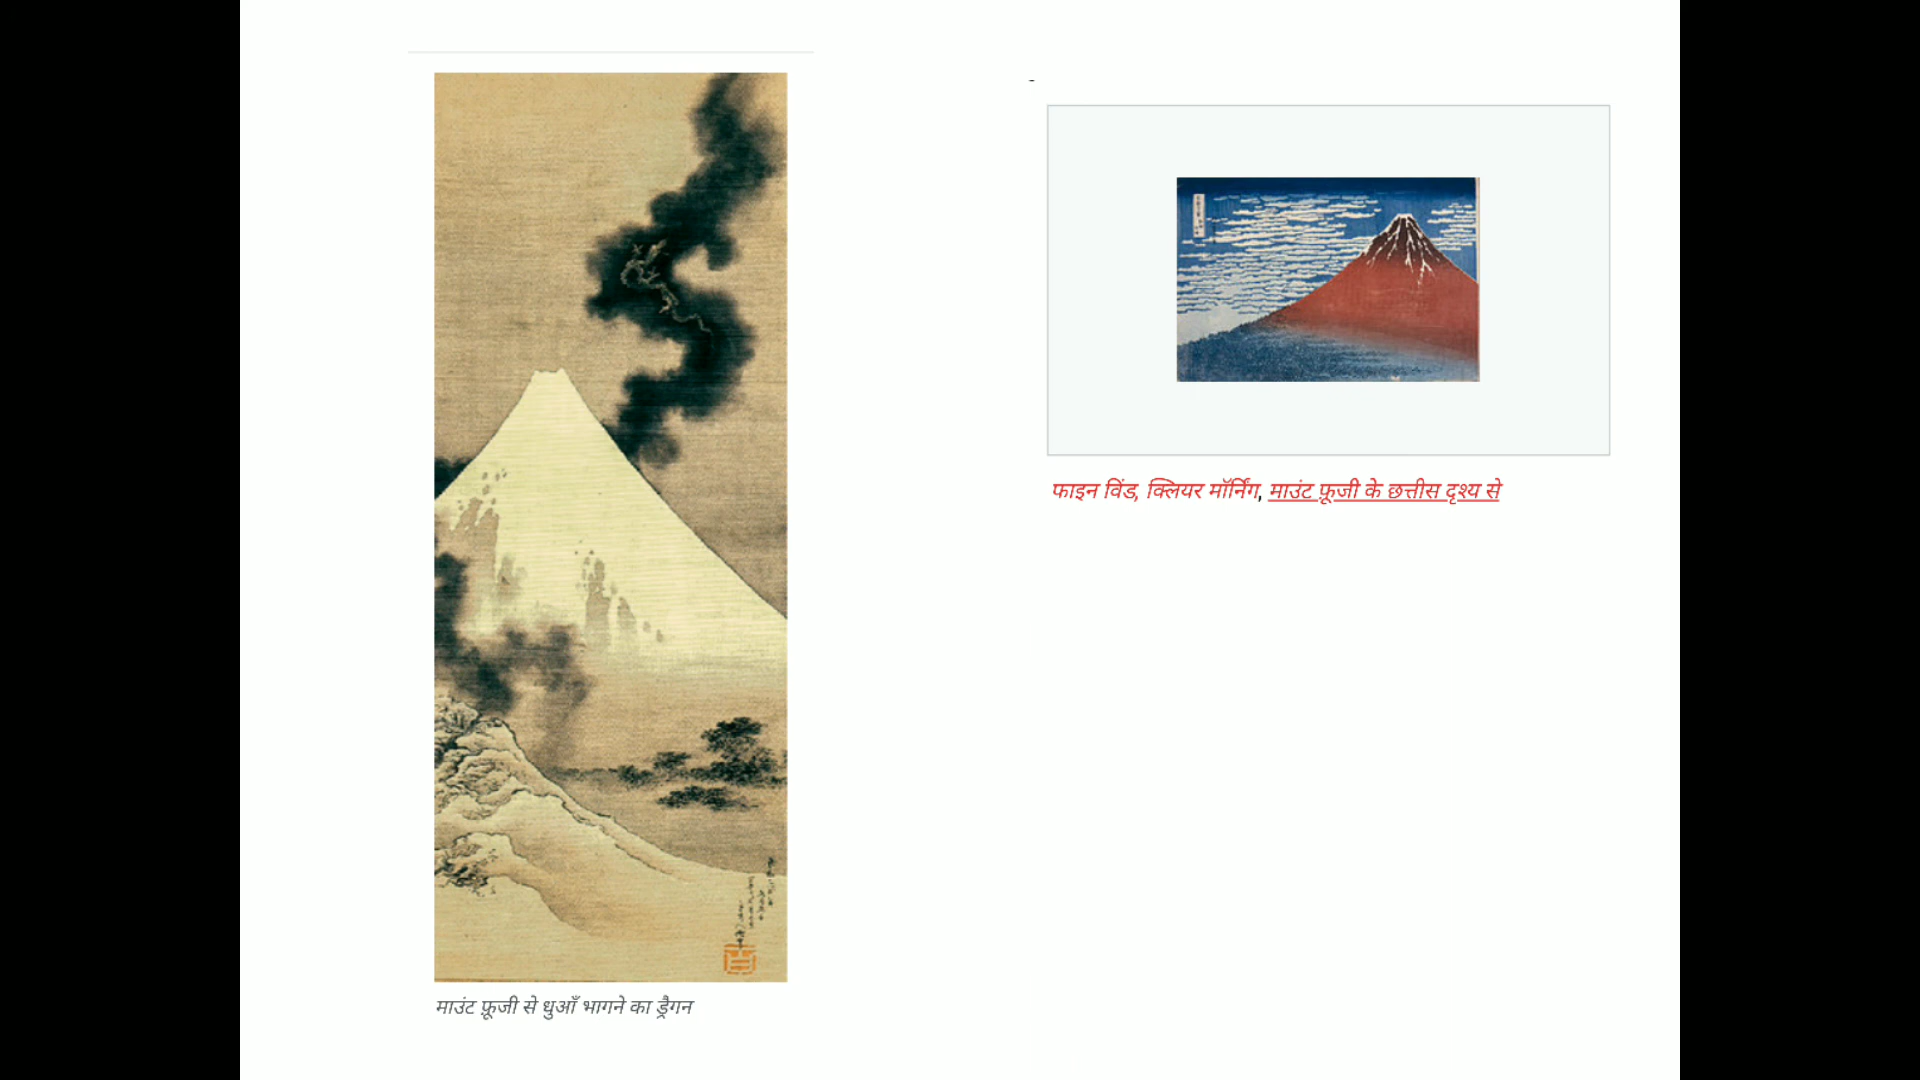 माउंट फ़ूजी से धुआँ भागने का ड्रैगन
फाइन विंड, क्लियर मॉर्निंग, माउंट फ़ूजी के छत्तीस दृश्य से